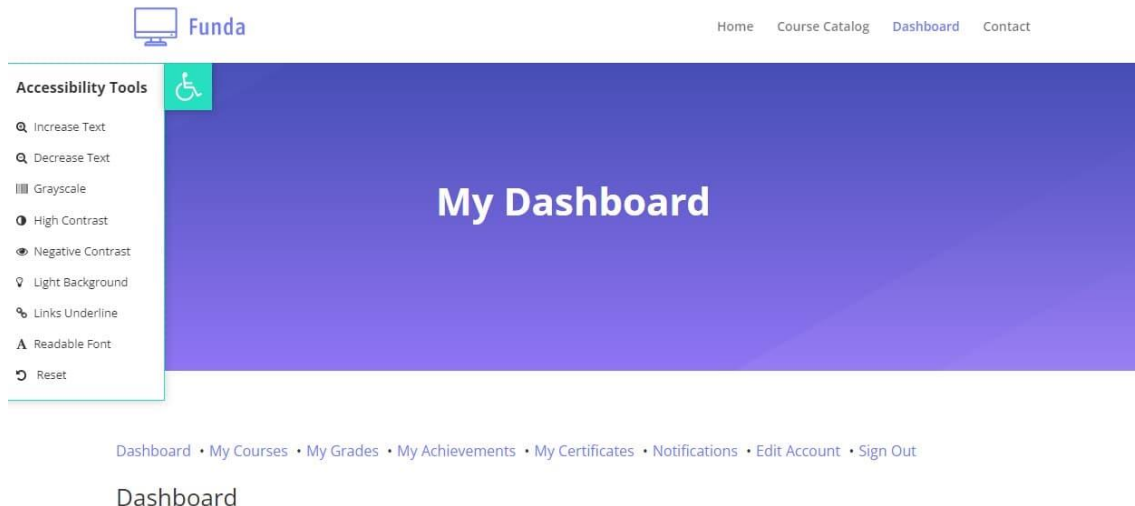 Funda
Home Course Catalog Dashboard Contact
Accessibility Tools
Increase Text
Decrease Text
Grayscale
High Contrast
Negative Contrast
Light Background
Links Underline
Readable Font
Reset
My Dashboard
Dashboard • My Courses • My Grades • My Achievements • My Certificates • Notifications • Edit Account • Sign Out
Dashboard